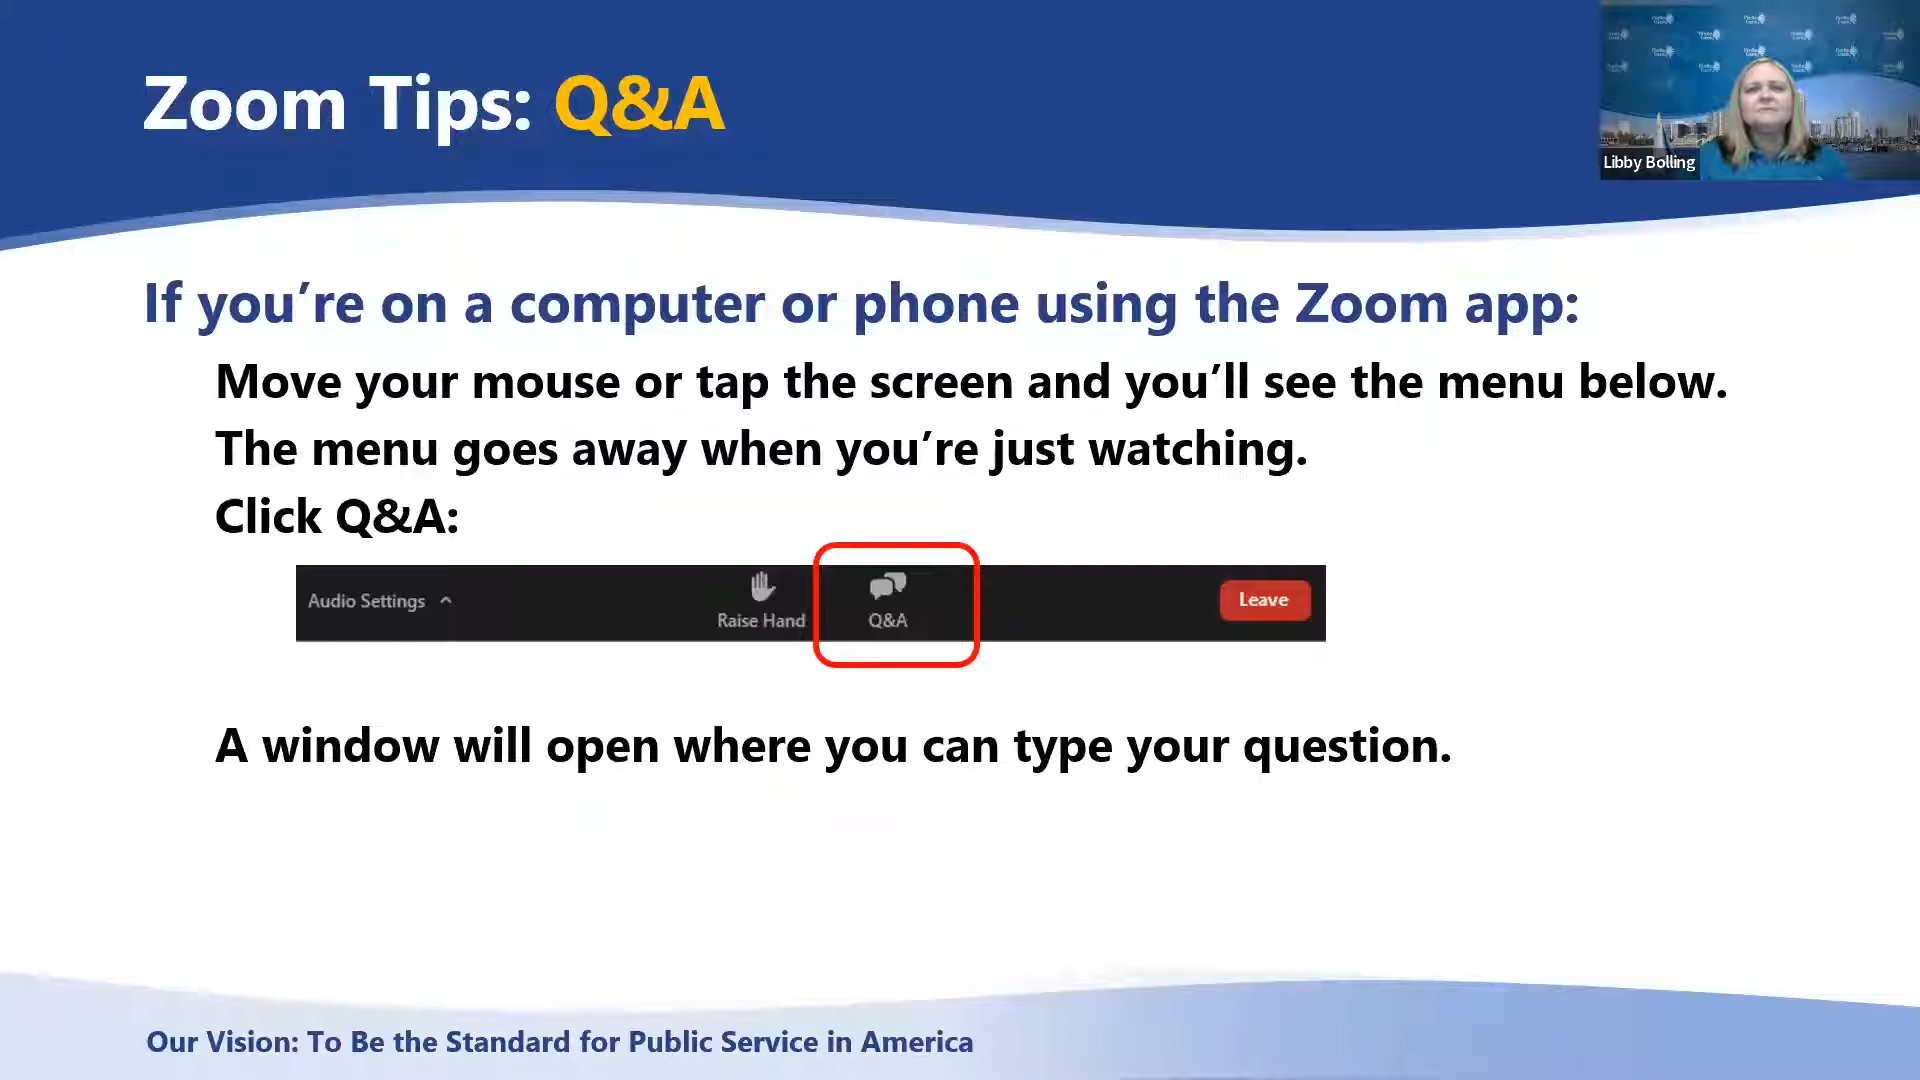 Zoom Tips: Q&A
Libby Bolling
If you’re on a computer or phone using the Zoom app:
Move your mouse or tap the screen and you’ll see the menu below.
The menu goes away when you’re just watching.
Click Q&A:
Audio Settings
Raise Hand
Q&A
Leave
A window will open where you can type your question.
Our Vision: To Be the Standard for Public Service in America